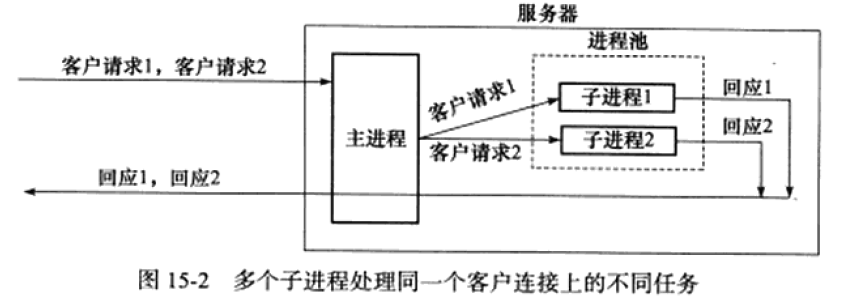 服务器
进程池
客户请求1，客户请求2
客户请求1
子进程1
回应1
主进程
回应2
子进程2
客户请求2
回应1，回应2
图 15-2 多个子进程处理同一个客户连接上的不同任务